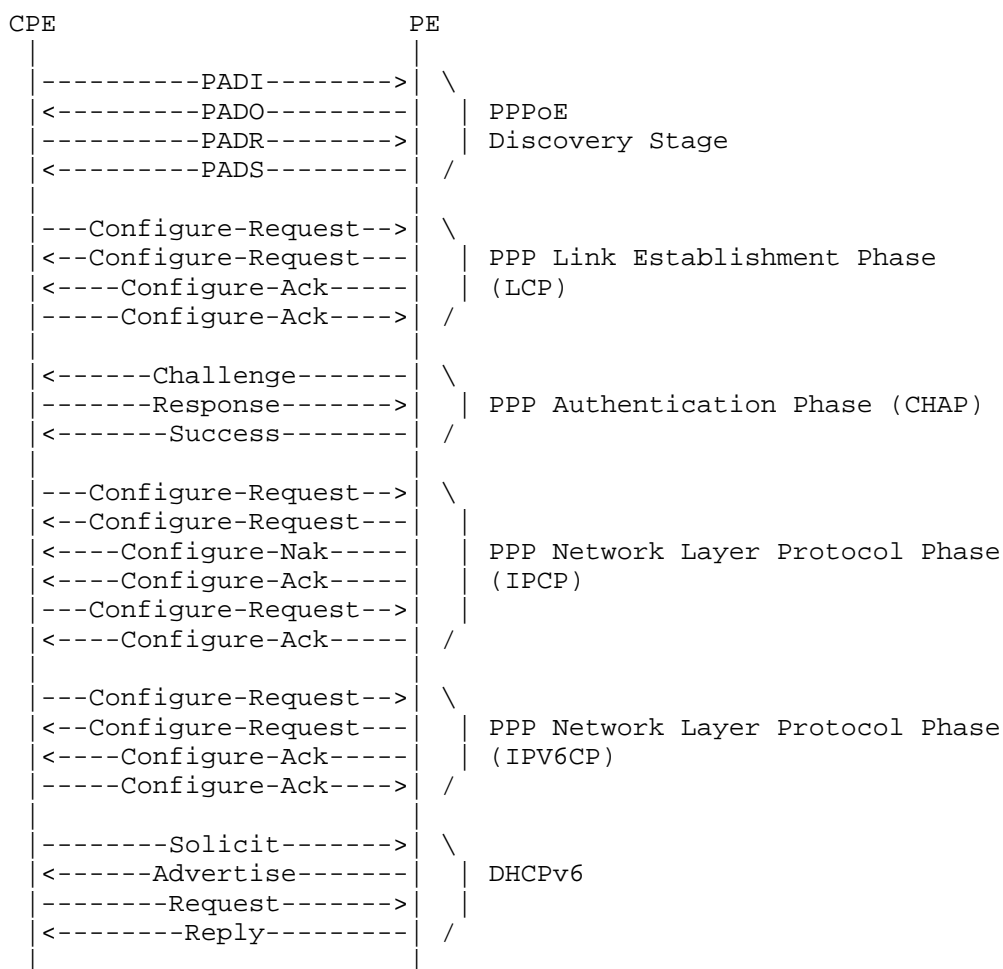 CPE                       PE
 |                         |
 |----------PADI-------->| \
 |<---------PADO---------|  | PPPoE
 |----------PADR-------->|  | Discovery Stage
 |<---------PADS---------| /
 |                         |
 |---Configure-Request-->| \
 |<--Configure-Request---|  | PPP Link Establishment Phase
 |<----Configure-Ack-----|  | (LCP)
 |-----Configure-Ack---->| /
 |                         |
 |<------Challenge-------| \
 |-------Response------->|  | PPP Authentication Phase (CHAP)
 |<-------Success--------| /
 |                         |
 |---Configure-Request-->| \
 |<--Configure-Request---|  |
 |<----Configure-Nak-----|  | PPP Network Layer Protocol Phase
 |<----Configure-Ack-----|  | (IPCP)
 |---Configure-Request-->|  |
 |<----Configure-Ack-----| /
 |                         |
 |---Configure-Request-->| \
 |<--Configure-Request---|  | PPP Network Layer Protocol Phase
 |<----Configure-Ack-----|  | (IPV6CP)
 |-----Configure-Ack---->| /
 |                         |
 |--------Solicit------->| \
 |<------Advertise-------|  | DHCPv6
 |--------Request------->|  |
 |<--------Reply---------| /
 |                         |